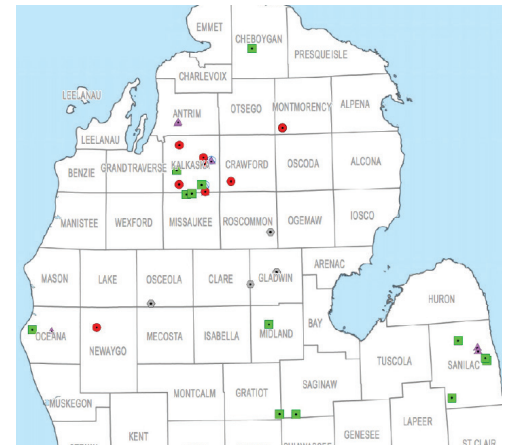 EMMET
CHEBOYGAN
PRESQUEISLE
CHARLEVOIX
LEELANAU
ANTRIM
OTSEGO
MONTMORENCY
ALPENA
LEELANAU
BENZIE
GRANDTRAVERSE
KALKASKA
CRAWFORD
OSCODA
ALCONA
MANISTEE
WEXFORD
MISSAUKEE
ROSCOMMON
OGEMAW
IOSCO
MASON
LAKE
OSCEOLA
CLARE
GLADWIN
ARENAC
HURON
OCEANA
NEWAYGO
MECOSTA
ISABELLA
MIDLAND
BAY
TUSCOLA
SANILAC
MUSKEGON
MONTCALM
GRATIOT
SAGINAW
KENT
GENESEE
LAPEER
ST CLAIR